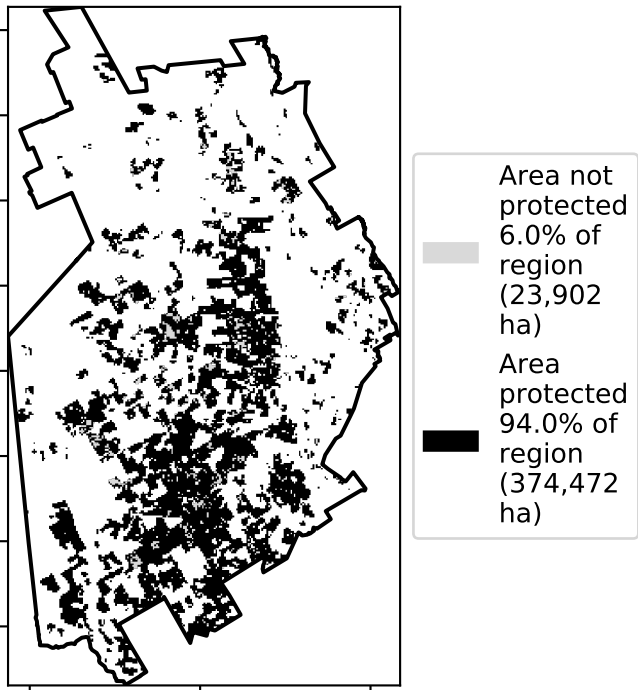 Area not
protected
6.0% of
region
(23,902
ha)
Area
protected
94.0% of
region
(374,472
ha)